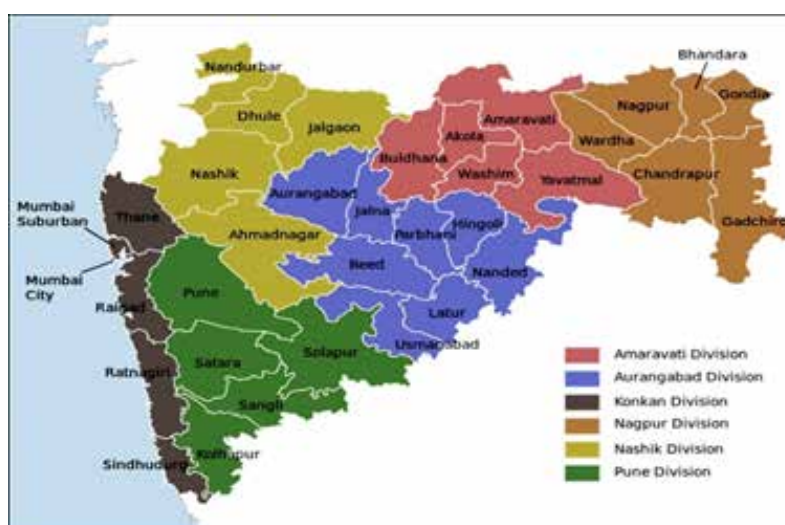 Nandurbar
Dhule
Jalgaon
Nashik
Buldhana
Akola
Amaravati
Washim
Yavatmal
Wardha
Nagpur
Bhandara
Gondia
Chandrapur
Gadchiro
Aurangabad
Jalna
Parbhani
Hingoli
Nanded
Beed
Latur
Usmanabad
Ahmadnagar
Thane
Mumbai
Suburban
Mumbai
City
Raigad
Pune
Satara
Solapur
Ratnagiri
Sangli
Kolhapur
Sindhudurg
Amaravati Division
Aurangabad Division
Konkan Division
Nagpur Division
Nashik Division
Pune Division